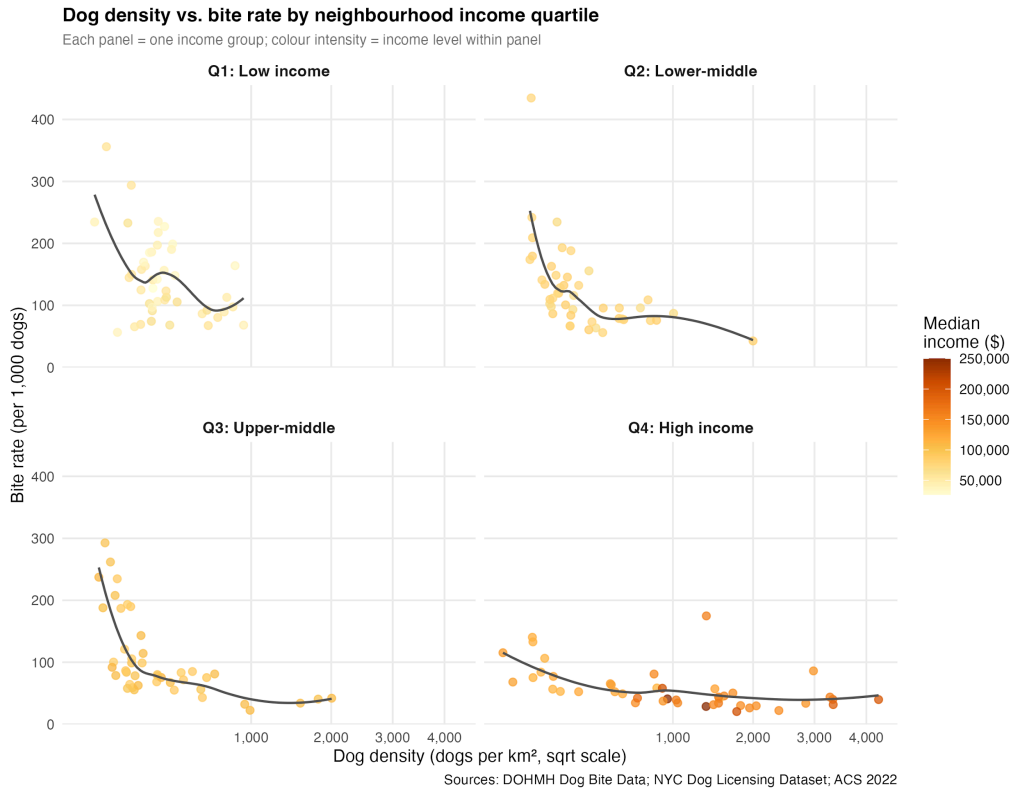 Dog density vs. bite rate by neighbourhood income quartile
Each panel = one income group; colour intensity = income level within panel
Q1: Low income
Q2: Lower-middle
400
300
200
100
0
Q3: Upper-middle
Q4: High income
400
300
200
100
0
Bite rate (per 1,000 dogs)
1,000
2,000
3,000
4,000
1,000
2,000
3,000
4,000
Dog density (dogs per km², sqrt scale)
Median
income ($)
250,000
200,000
150,000
100,000
50,000
Sources: DOHMH Dog Bite Data; NYC Dog Licensing Dataset; ACS 2022